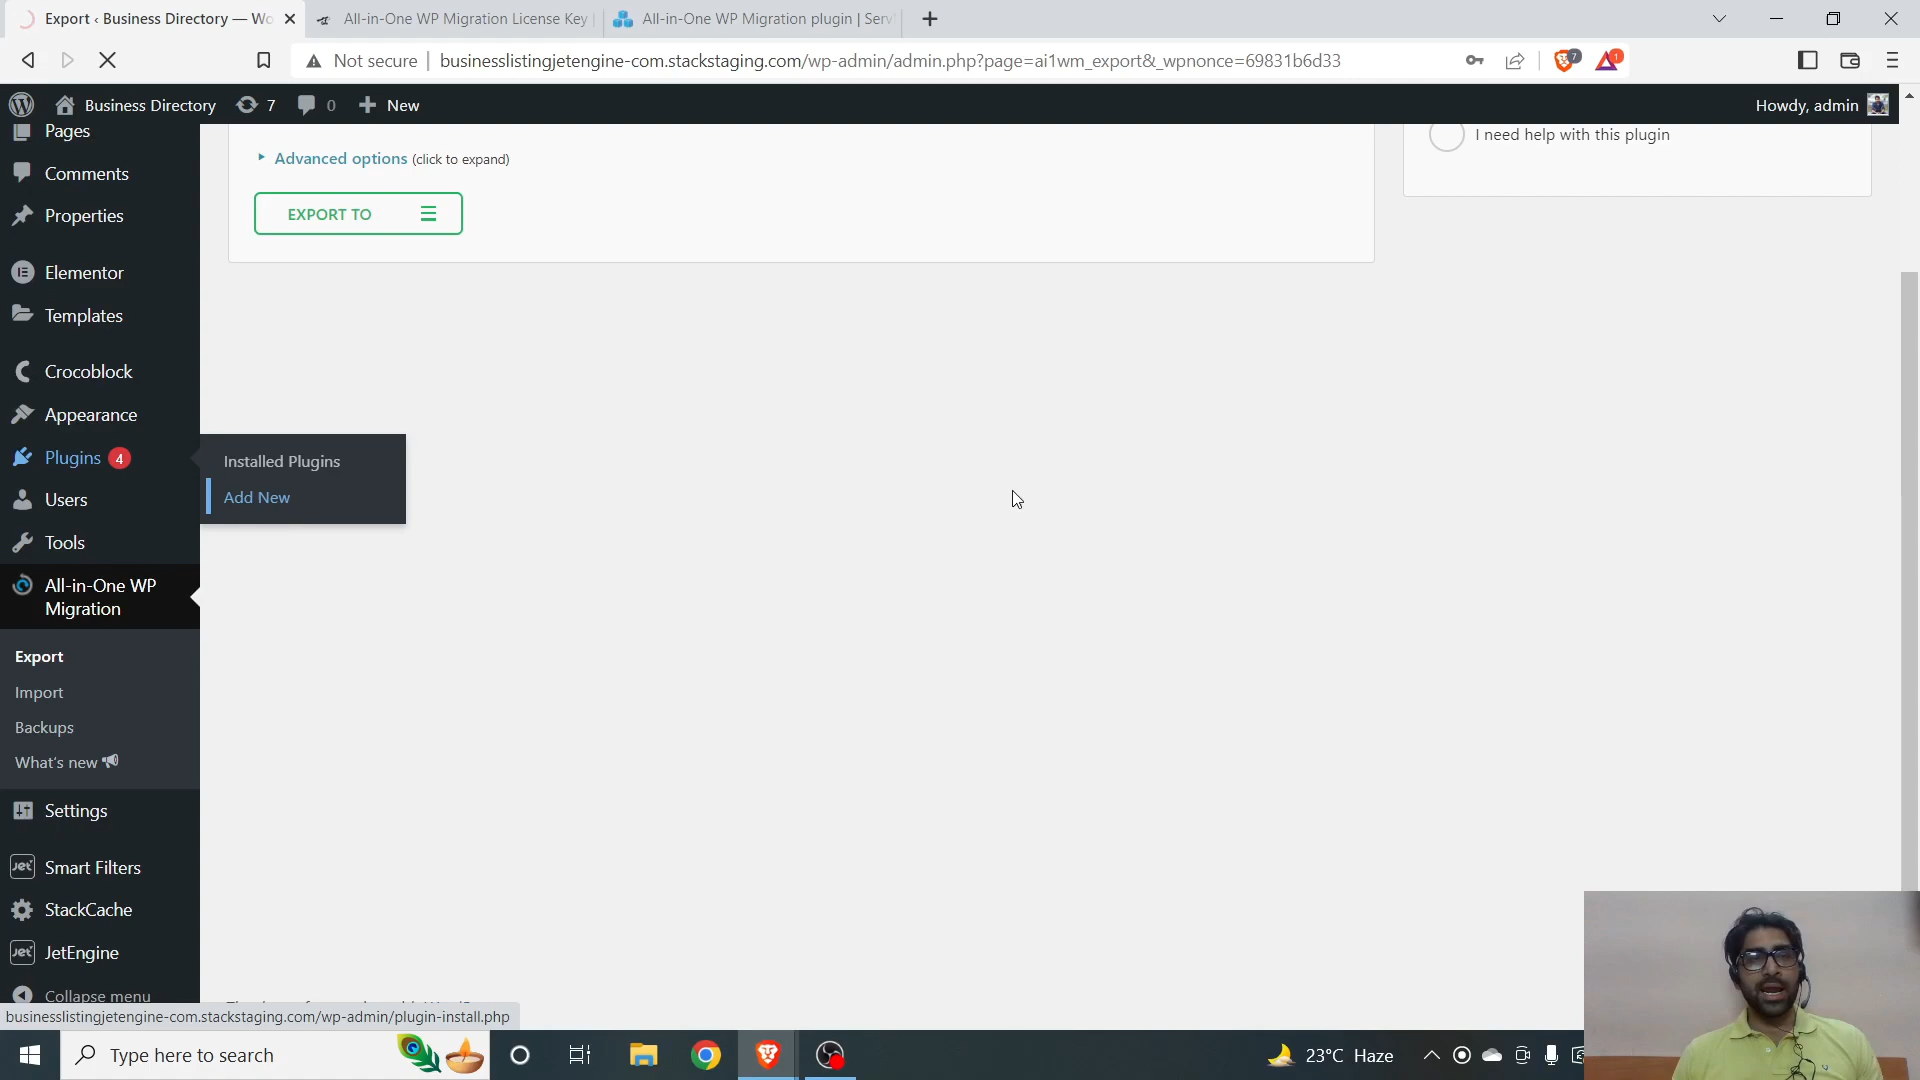 Export ‹ Business Directory — Wo
All-in-One WP Migration License Key
All-in-One WP Migration plugin | Serv
Not secure
businesslistingjetengine-com.stackstaging.com/wp-admin/admin.php?page=ai1wm_export&_wpnonce=69831b6d33
7
1
Business Directory
7
0
New
Howdy, admin
Pages
Comments
Properties
Elementor
Templates
Crocoblock
Appearance
Plugins 4
Installed Plugins
Add New
Users
Tools
All-in-One WP
Migration
Export
Import
Backups
What's new
Settings
Jet Smart Filters
StackCache
Jet JetEngine
Collapse menu
Advanced options (click to expand)
EXPORT TO
I need help with this plugin
businesslistingjetengine-com.stackstaging.com/wp-admin/plugin-install.php
Type here to search
23°C Haze